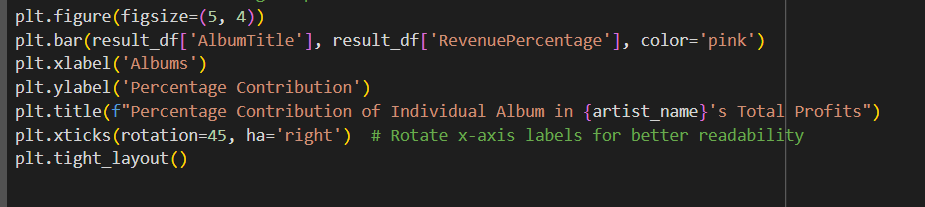 plt.figure(figsize=(5, 4))
plt.bar(result_df['AlbumTitle'], result_df['RevenuePercentage'], color='pink')
plt.xlabel('Albums')
plt.ylabel('Percentage Contribution')
plt.title(f"Percentage Contribution of Individual Album in {artist_name}'s Total Profits")
plt.xticks(rotation=45, ha='right')  # Rotate x-axis labels for better readability
plt.tight_layout()